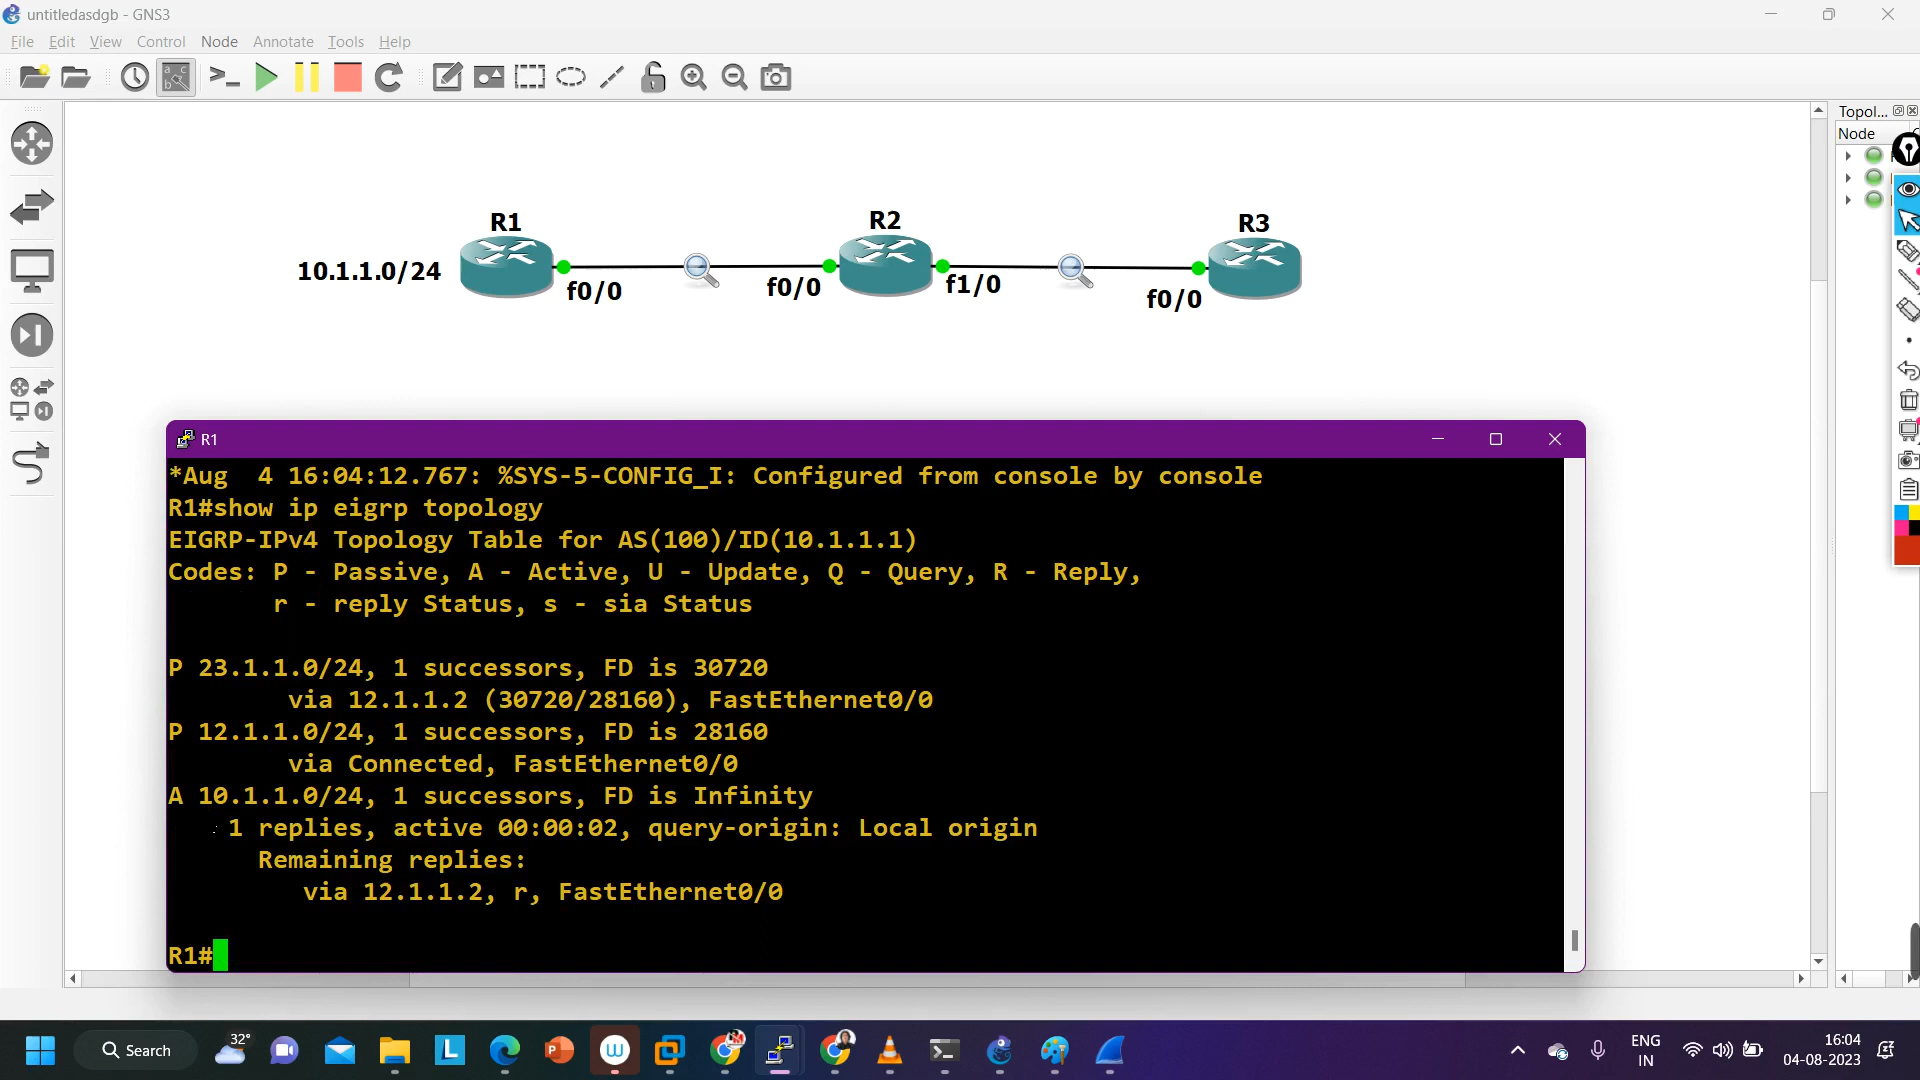 untitledasdgb - GNS3
File Edit View Control Node Annotate Tools Help
Topol...
Node
R1 R2 R3
10.1.1.0/24
f0/0 f0/0 f1/0 f0/0
R1
*Aug  4 16:04:12.767: %SYS-5-CONFIG_I: Configured from console by console
R1#show ip eigrp topology
EIGRP-IPv4 Topology Table for AS(100)/ID(10.1.1.1)
Codes: P - Passive, A - Active, U - Update, Q - Query, R - Reply,
       r - reply Status, s - sia Status
P 23.1.1.0/24, 1 successors, FD is 30720
        via 12.1.1.2 (30720/28160), FastEthernet0/0
P 12.1.1.0/24, 1 successors, FD is 28160
        via Connected, FastEthernet0/0
A 10.1.1.0/24, 1 successors, FD is Infinity
    1 replies, active 00:00:02, query-origin: Local origin
      Remaining replies:
         via 12.1.1.2, r, FastEthernet0/0
R1#
32°
Search
ENG
IN
16:04
04-08-2023